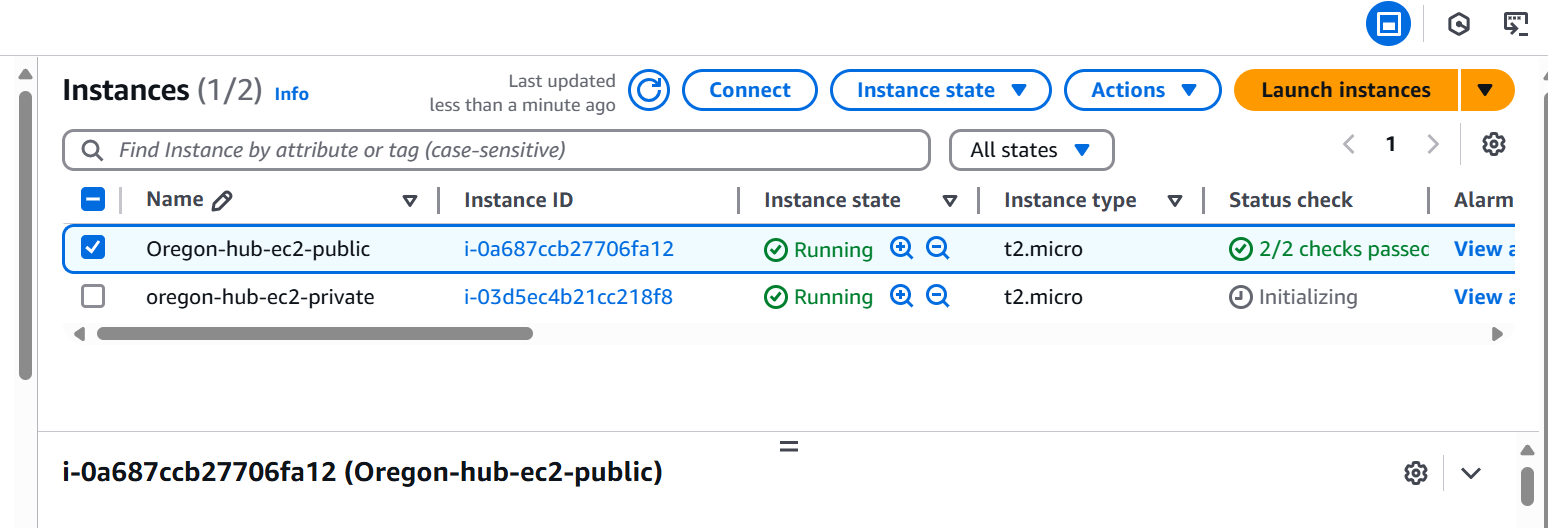 Instances (1/2) Info
Last updated
less than a minute ago
Connect
Instance state
Actions
Launch instances
Find Instance by attribute or tag (case-sensitive)
All states
1
Name Instance ID Instance state Instance type Status check Alarm
Oregon-hub-ec2-public i-0a687ccb27706fa12 Running t2.micro 2/2 checks passed View a
oregon-hub-ec2-private i-03d5ec4b21cc218f8 Running t2.micro Initializing View a
i-0a687ccb27706fa12 (Oregon-hub-ec2-public)